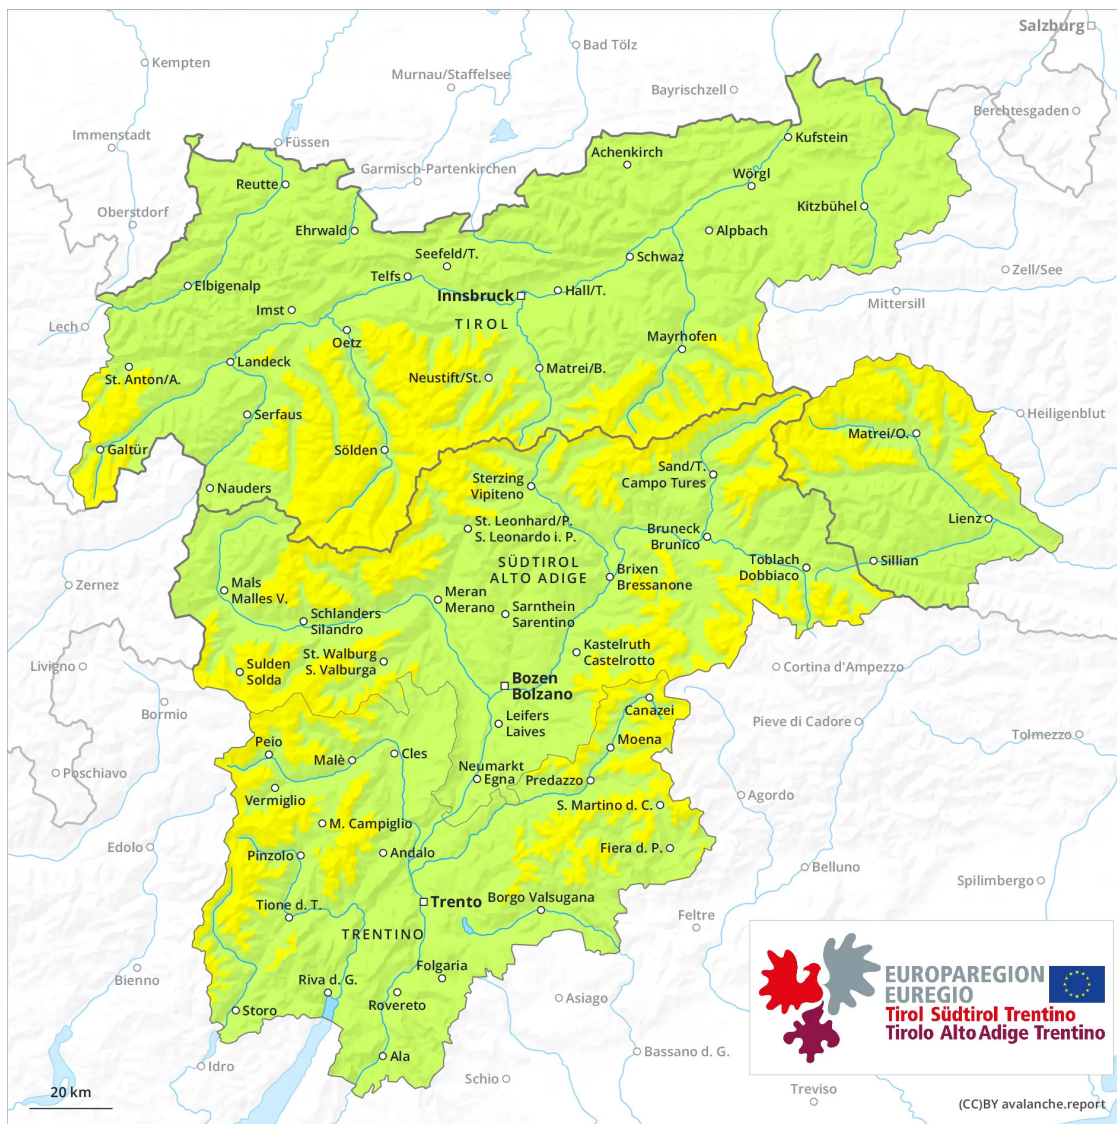 Salzburg
Kempten
Bad Tölz
Murnau/Staffelsee
Bayrischzell
Berchtesgaden
Immenstadt
Füssen
Kufstein
Achenkirch
Garmisch-Partenkirchen
Wörgl
Reutte
Oberstdorf
Kitzbühel
Ehrwald
Alpbach
Seefeld/T.
Schwaz
Telfs
Zell/See
Elbigenalp
Innsbruck
Hall/T.
Mittersill
Imst
TIROL
Lech
Oetz
Mayrhofen
Landeck
St. Anton/A.
Neustift/St.
Matrei/B.
Serfaus
Heiligenblut
Matrei/O.
Galtür
Sölden
Sand/T.
Campo Tures
Sterzing
Vipiteno
Nauders
Lienz
St. Leonhard/P.
S. Leonardo i. P.
Bruneck
Brunico
SÜDTIROL
ALTO ADIGE
Toblach
Dobbiaco
Sillian
Brixen
Bressanone
Zernez
Mals
Malles V.
Meran
Merano
Schlanders
Silandro
Sarnthein
Sarentino
Kastelruth
Castelrotto
St. Walburg
S. Valburga
Livigno
Sulden
Solda
Cortina d'Ampezzo
Bozen
Bolzano
Canazei
Bormio
Leifers
Laives
Pieve di Cadore
Tolmezzo
Peio
Moena
Cles
Malè
Poschiavo
Neumarkt
Egna
Predazzo
Vermiglio
Agordo
S. Martino d. C.
M. Campiglio
Edolo
Pinzolo
Andalo
Fiera d. P.
Belluno
Spilimbergo
Trento
Borgo Valsugana
Tione d. T.
Feltre
TRENTINO
Bienno
Folgaria
Riva d. G.
Rovereto
Asiago
Storo
EUROPAREGION
EUREGIO
Tirol Südtirol Trentino
Tirolo Alto Adige Trentino
Ala
Bassano d. G.
Idro
Schio
Treviso
20 km
(CC)BY avalanche.report